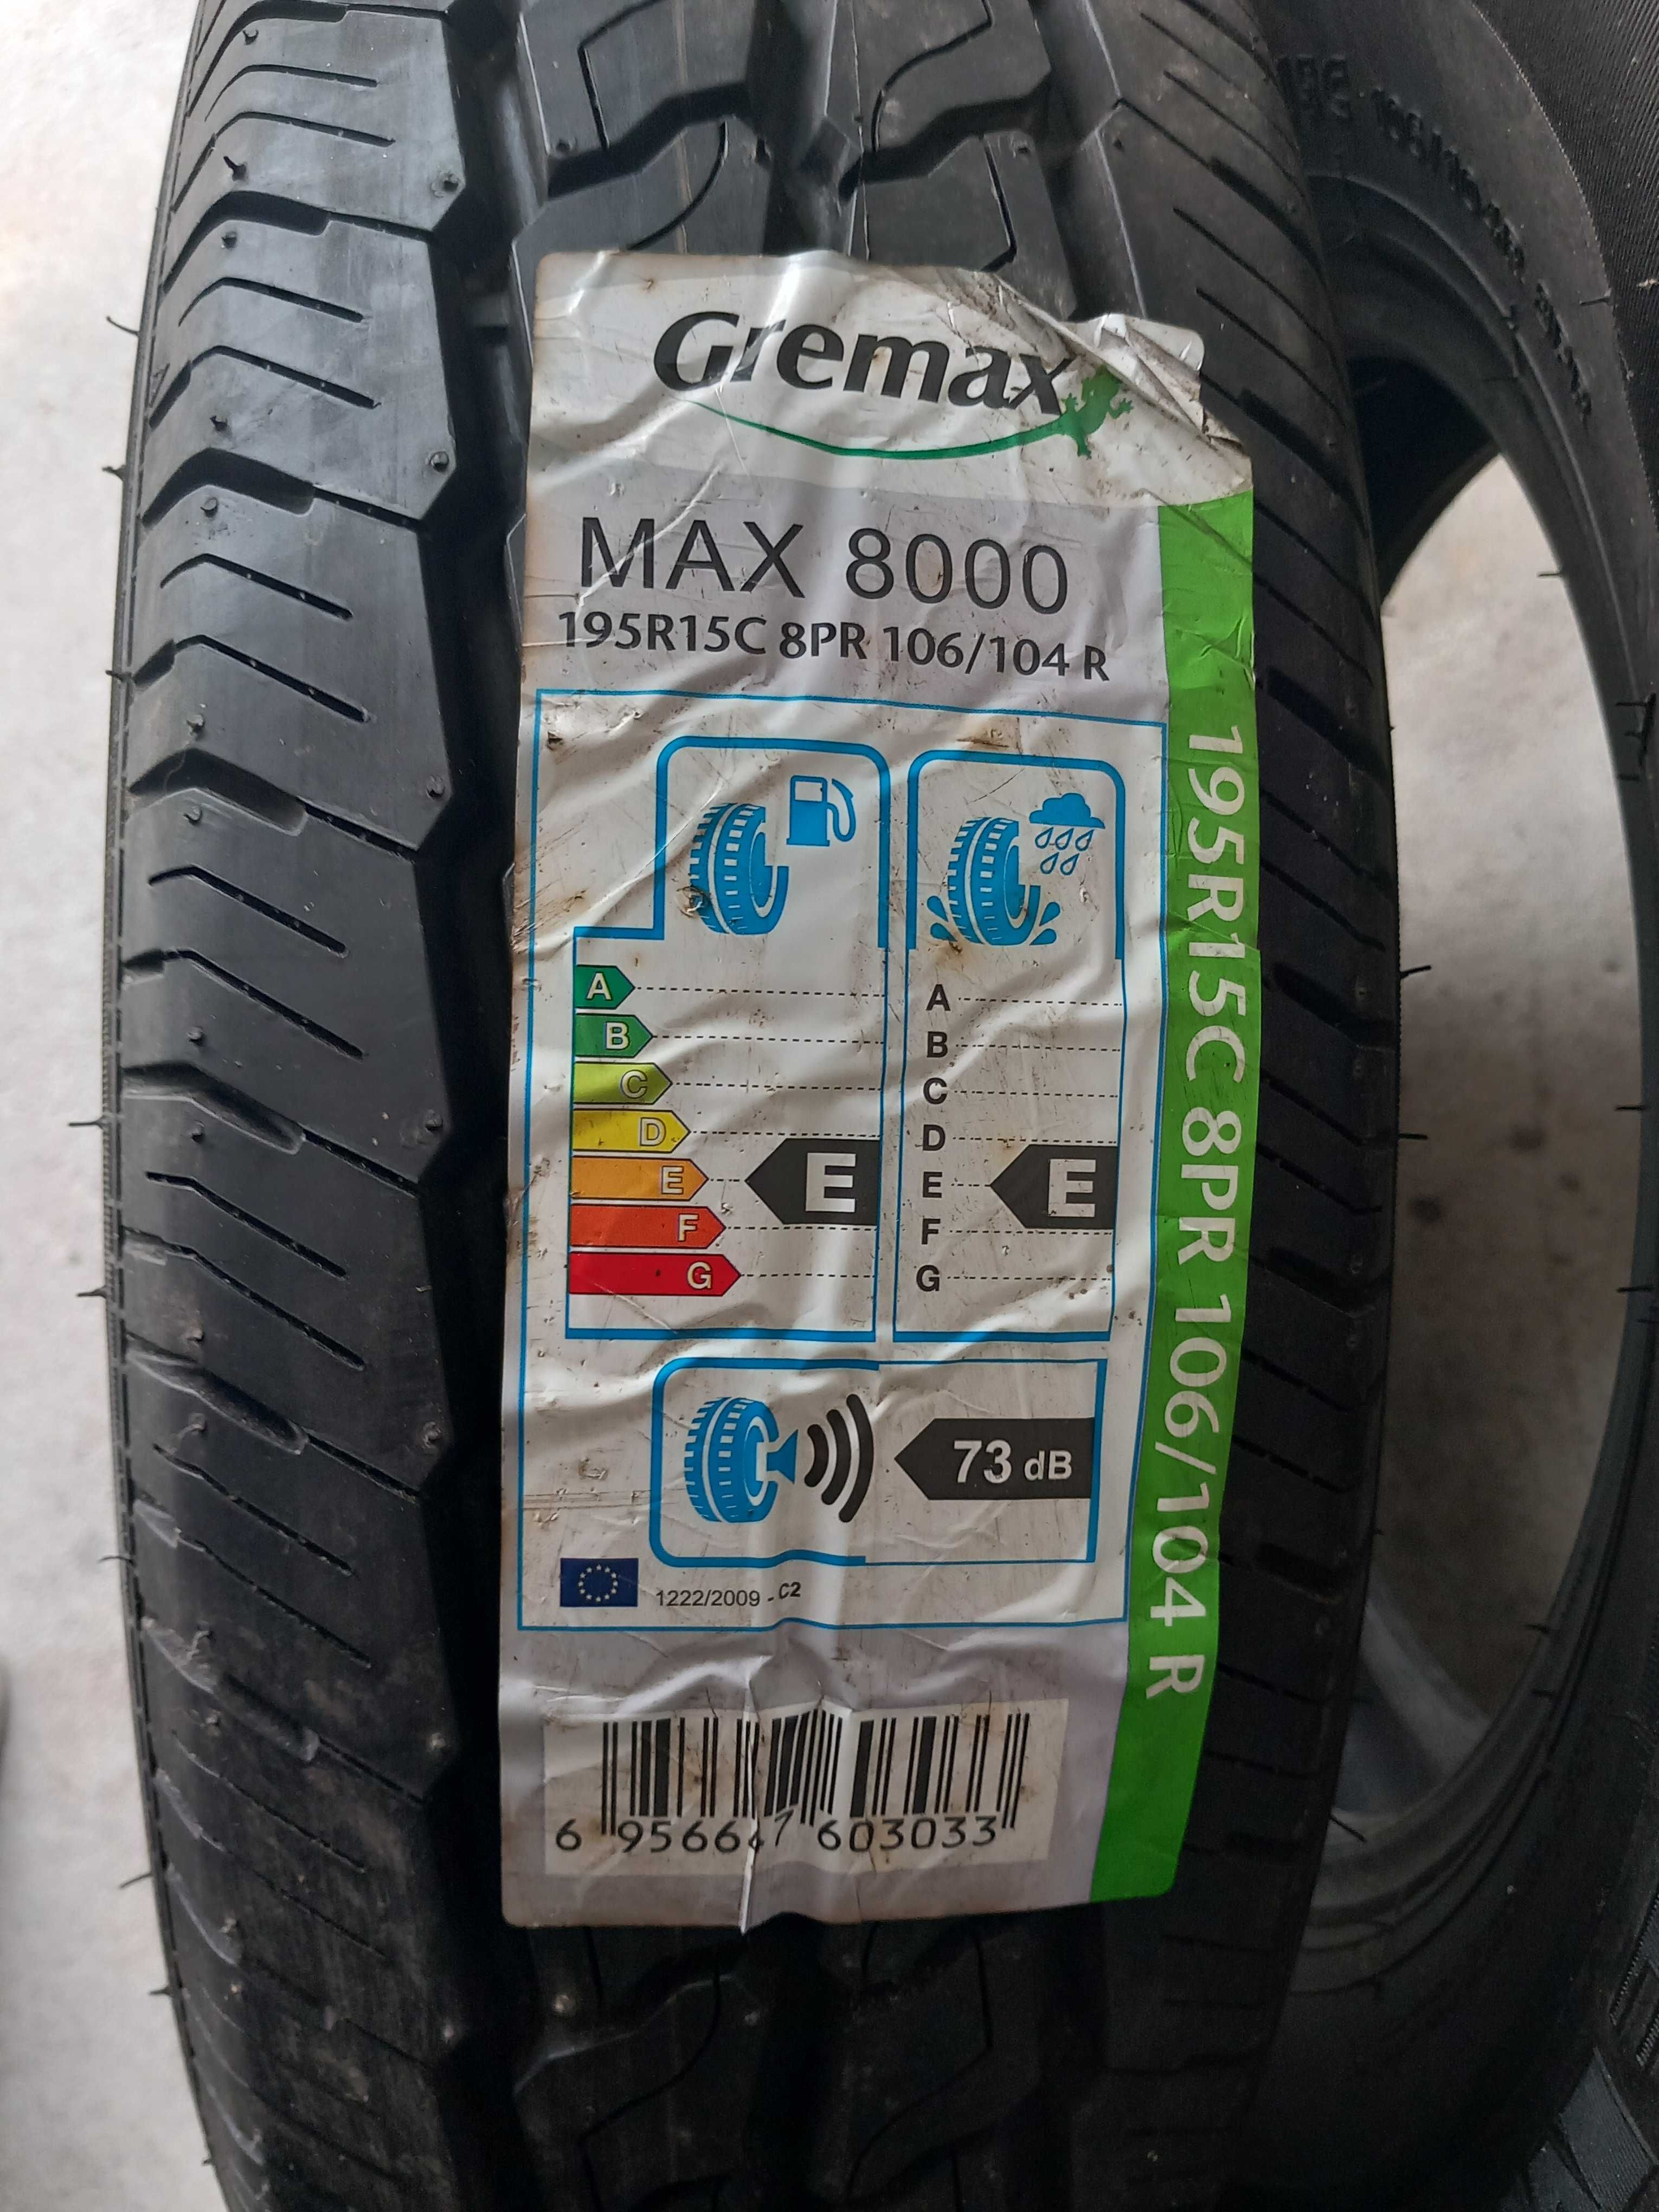 Gremax
MAX 8000
195R15C 8PR 106/104 R
195R15C 8PR 106/104 R
A
B
C
D
E
F
G
E
A
B
C
D
E
F
G
E
73 dB
1222/2009 - C2
6 956647 603033